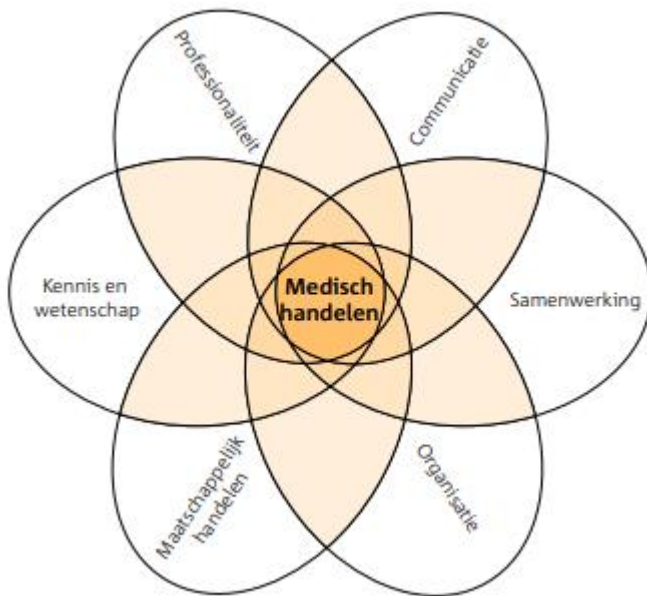 Professionaliteit
Communicatie
Kennis en
wetenschap
Medisch
handelen
Samenwerking
Maatschappelijk
handelen
Organisatie